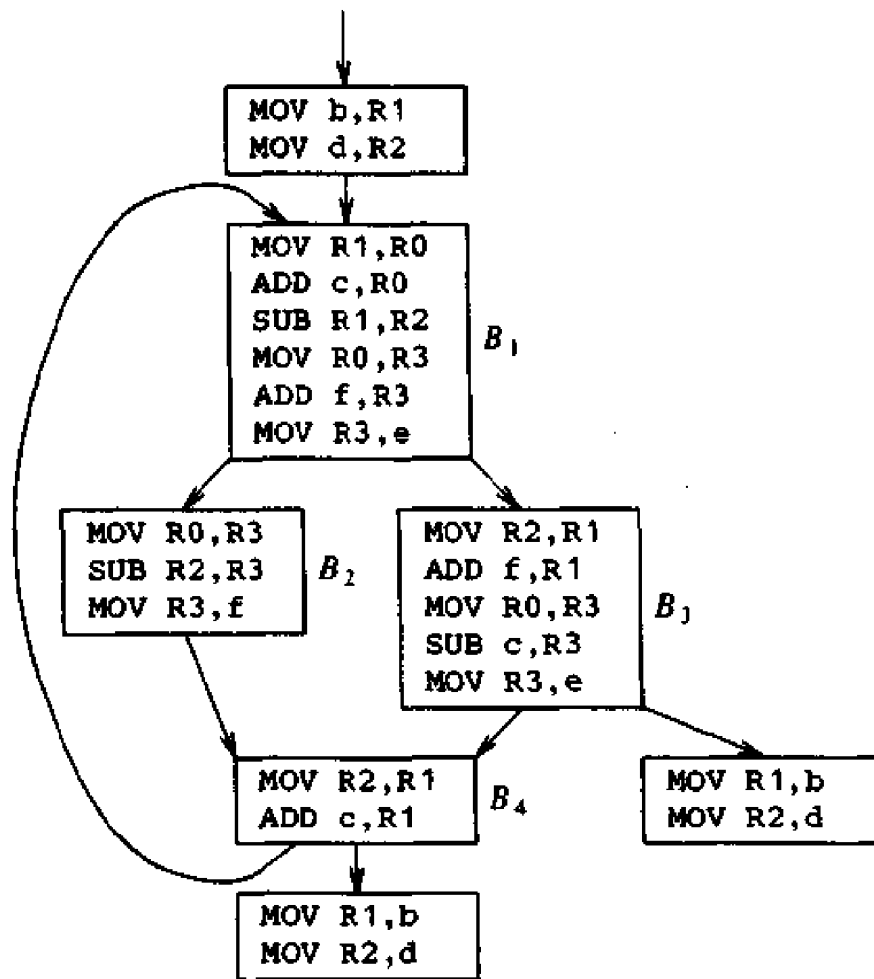 MOV b,R1
MOV d,R2
MOV R1,R0
ADD c,R0
SUB R1,R2
MOV R0,R3
ADD f,R3
MOV R3,e
B1
MOV R0,R3
SUB R2,R3
MOV R3,f
B2
MOV R2,R1
ADD f,R1
MOV R0,R3
SUB c,R3
MOV R3,e
B3
MOV R2,R1
ADD c,R1
B4
MOV R1,b
MOV R2,d
MOV R1,b
MOV R2,d